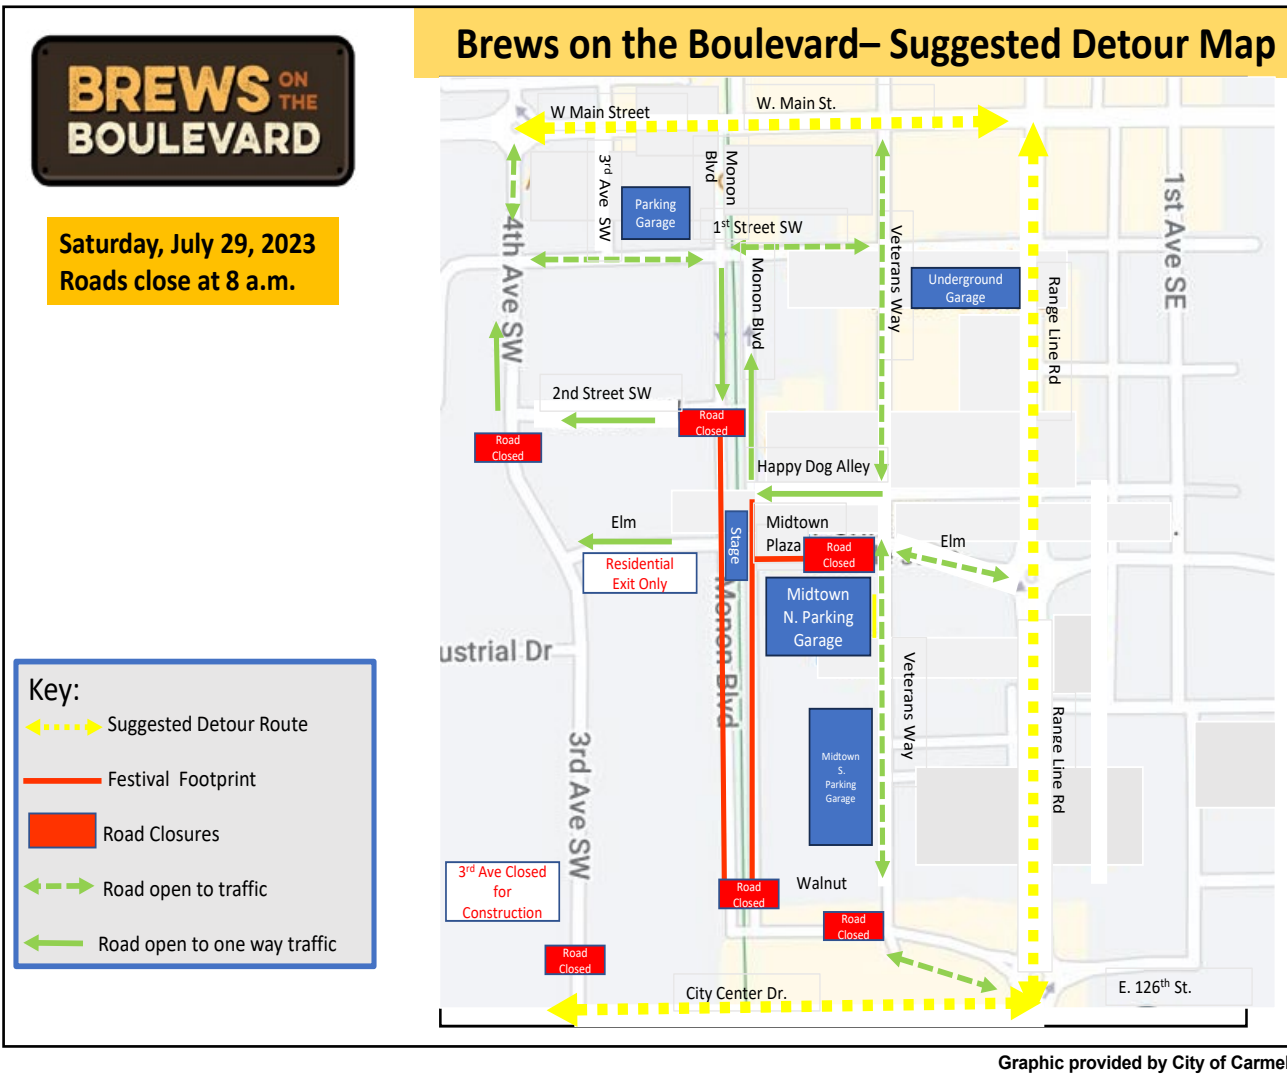 Brews on the Boulevard– Suggested Detour Map
BREWS ON THE
BOULEVARD
Saturday, July 29, 2023
Roads close at 8 a.m.
W Main Street
W. Main St.
3rd Ave SW
Monon
Blvd
Parking
Garage
1st Street SW
4th Ave SW
Monon Blvd
Veterans Way
Underground
Garage
Range Line Rd
1st Ave SE
2nd Street SW
Road
Closed
Road
Closed
Happy Dog Alley
Elm
Stage
Midtown
Plaza
Road
Closed
Elm
Residential
Exit Only
Midtown
N. Parking
Garage
Monon Blvd
ustrial Dr
Veterans Way
3rd Ave SW
Midtown
S.
Parking
Garage
Range Line Rd
3rd Ave Closed
for
Construction
Road
Closed
Walnut
Road
Closed
Road
Closed
City Center Dr.
E. 126th St.
Key:
Suggested Detour Route
Festival Footprint
Road Closures
Road open to traffic
Road open to one way traffic
Graphic provided by City of Carmel